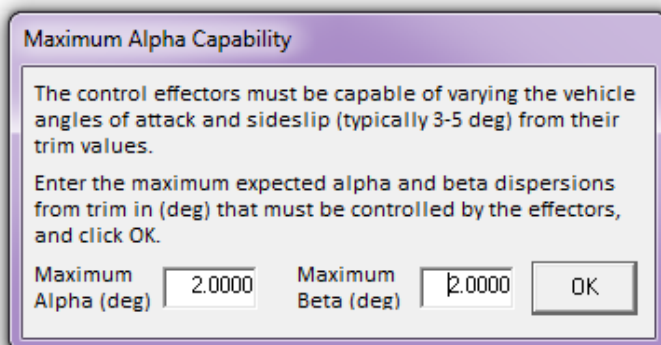 Maximum Alpha Capability
The control effectors must be capable of varying the vehicle
angles of attack and sideslip (typically 3-5 deg) from their
trim values.
Enter the maximum expected alpha and beta dispersions
from trim in (deg) that must be controlled by the effectors,
and click OK.
Maximum
Alpha (deg)
2.0000
Maximum
Beta (deg)
2.0000
OK